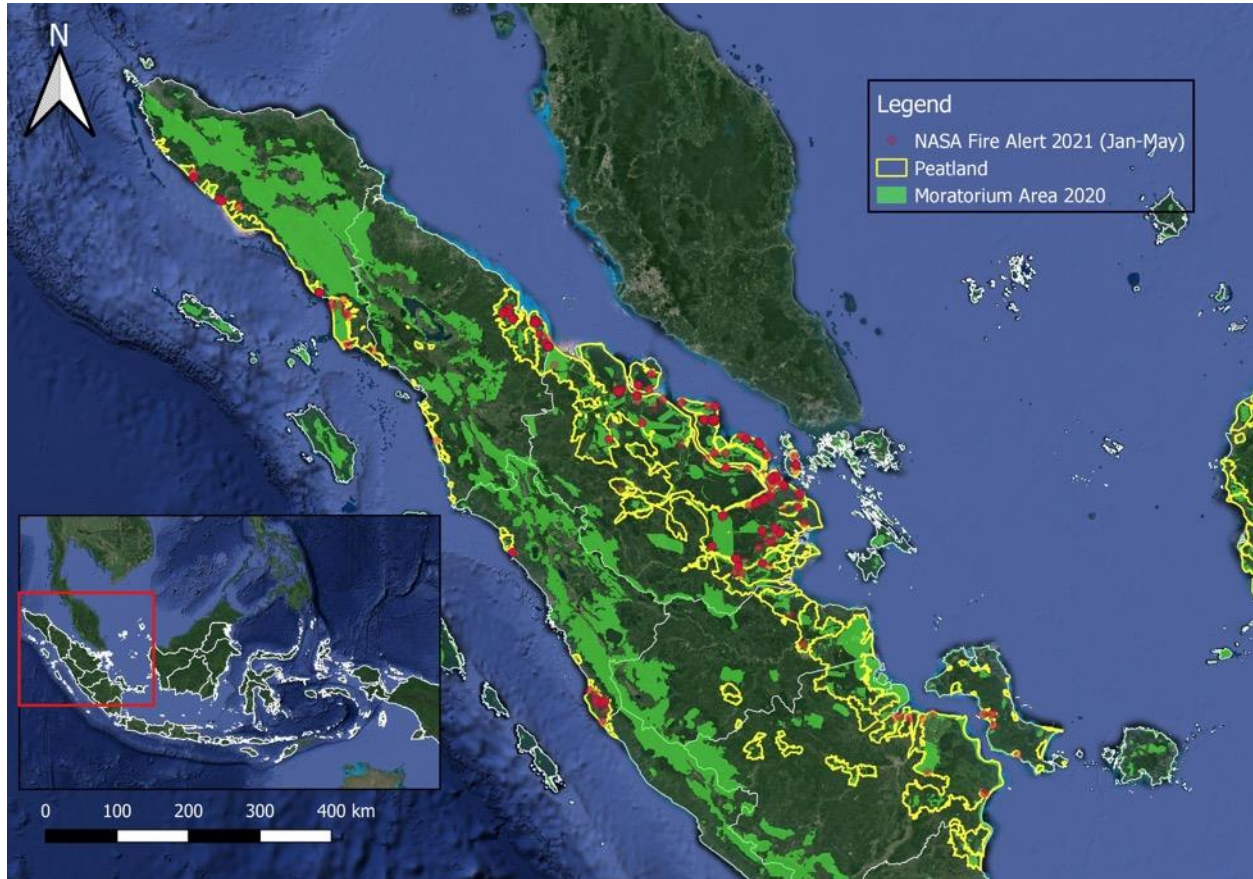 N
Legend
NASA Fire Alert 2021 (Jan-May)
Peatland
Moratorium Area 2020
0 100 200 300 400 km